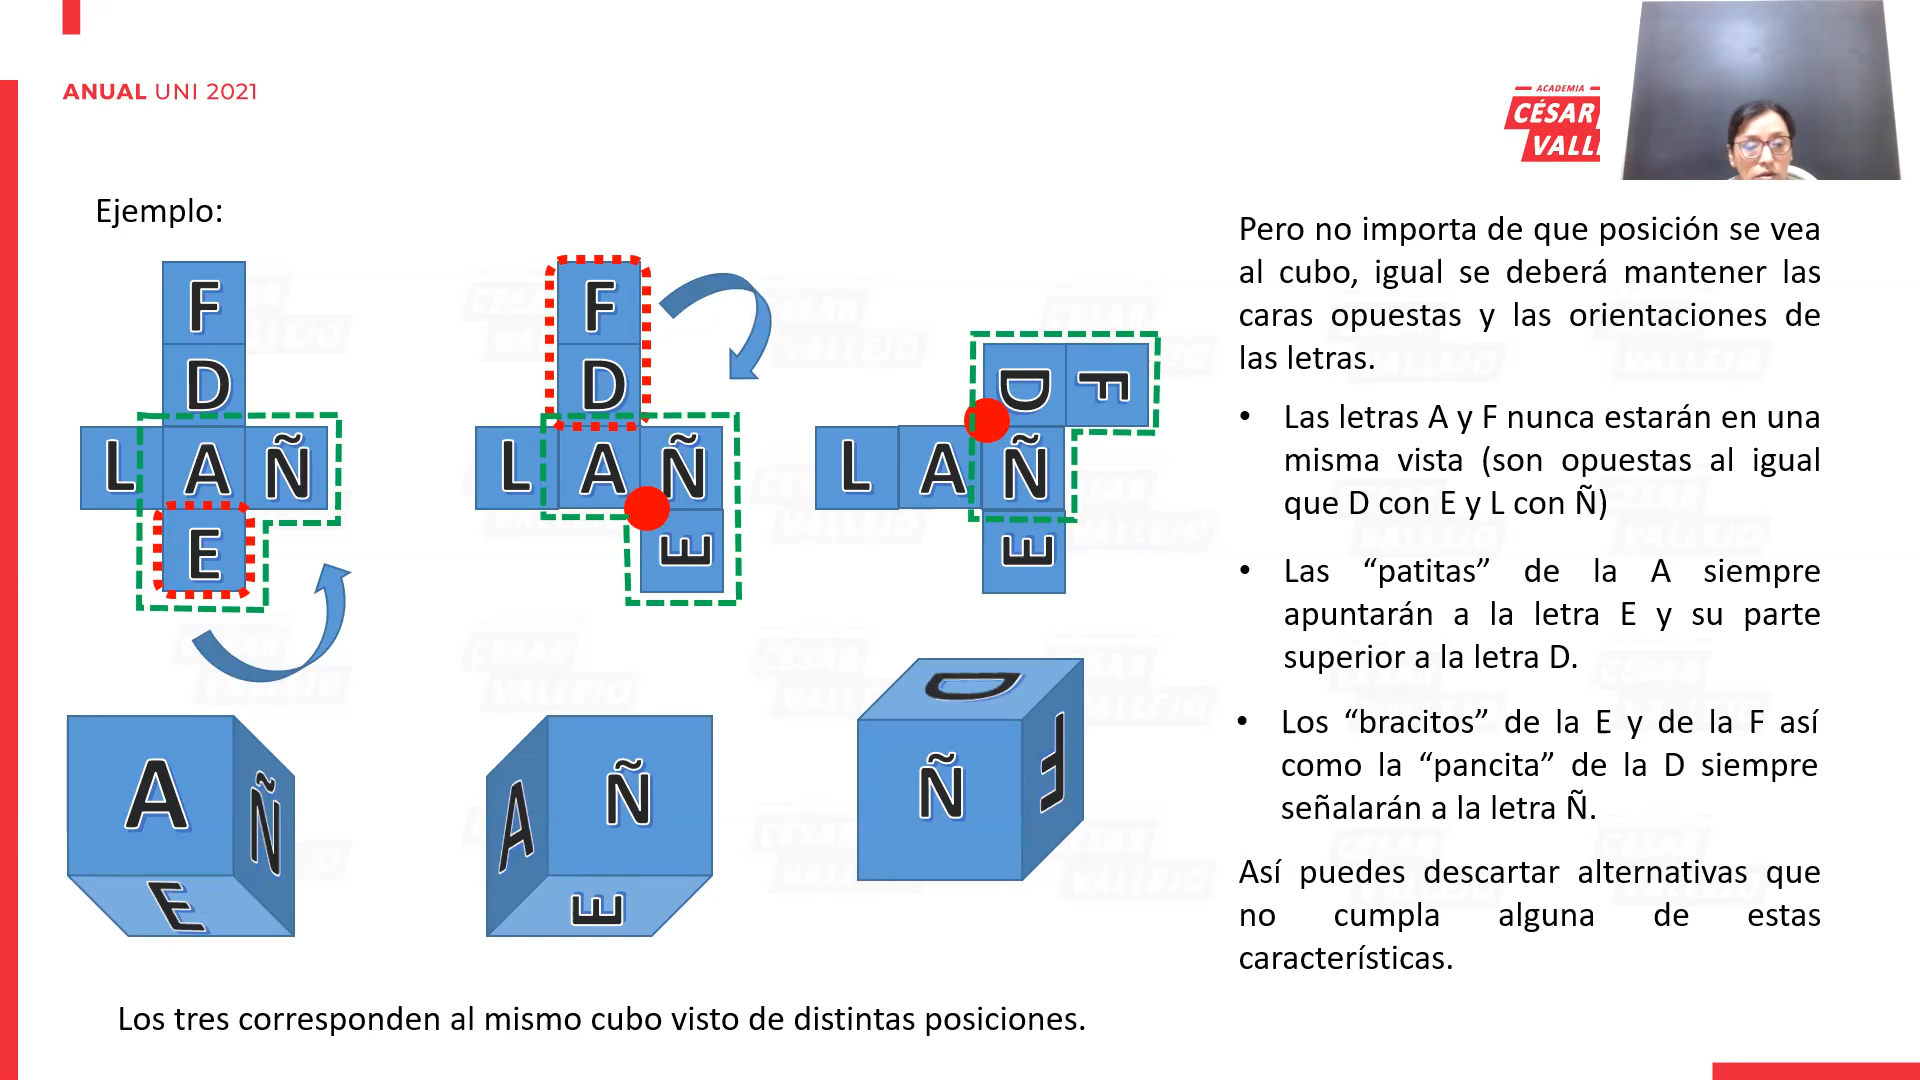 ANUAL UNI 2021
ACADEMIA
CÉSAR
VALL
Ejemplo:
F
D
L A Ñ
E
F
D
L A Ñ
E
D F
L A Ñ
E
A Ñ
E
A Ñ
E
D
Ñ F
Los tres corresponden al mismo cubo visto de distintas posiciones.
Pero no importa de que posición se vea
al cubo, igual se deberá mantener las
caras opuestas y las orientaciones de
las letras.
• Las letras A y F nunca estarán en una
misma vista (son opuestas al igual
que D con E y L con Ñ)
• Las “patitas” de la A siempre
apuntarán a la letra E y su parte
superior a la letra D.
• Los “bracitos” de la E y de la F así
como la “pancita” de la D siempre
señalarán a la letra Ñ.
Así puedes descartar alternativas que
no cumpla alguna de estas
características.